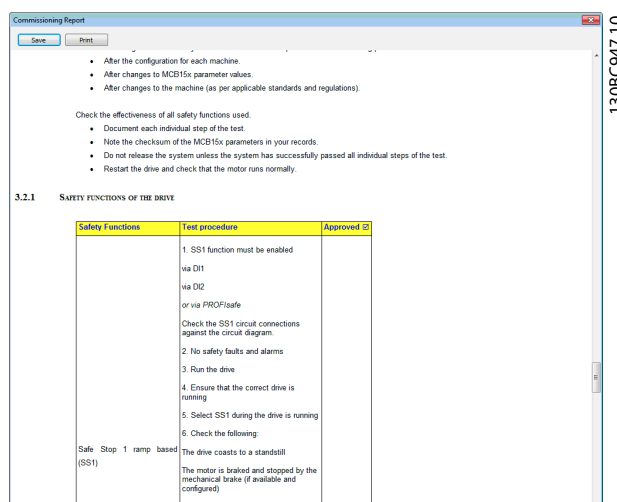 Commissioning Report
Save Print
After the configuration for each machine.
After changes to MCB15x parameter values.
After changes to the machine (as per applicable standards and regulations).
Check the effectiveness of all safety functions used.
Document each individual step of the test.
Note the checksum of the MCB15x parameters in your records.
Do not release the system unless the system has successfully passed all individual steps of the test.
Restart the drive and check that the motor runs normally.
3.2.1 SAFETY FUNCTIONS OF THE DRIVE
Safety Functions Test procedure Approved ☑
1. SS1 function must be enabled
via DI1
via DI2
or via PROFIsafe
Check the SS1 circuit connections
against the circuit diagram.
2. No safety faults and alarms
3. Run the drive
4. Ensure that the correct drive is
running
5. Select SS1 during the drive is running
6. Check the following:
Safe Stop 1 ramp based
(SS1)
The drive coasts to a standstill
The motor is braked and stopped by the
mechanical brake (if available and
configured)
130BC947.10